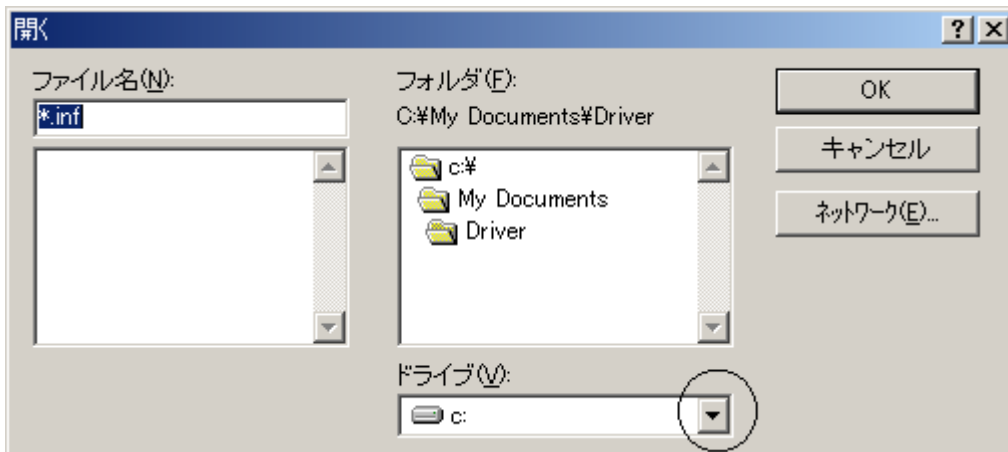 開く
ファイル名(N):
*.inf
フォルダ(F):
C:¥My Documents¥Driver
c:¥
My Documents
Driver
ドライブ(V):
c:
OK
キャンセル
ネットワーク(E)...